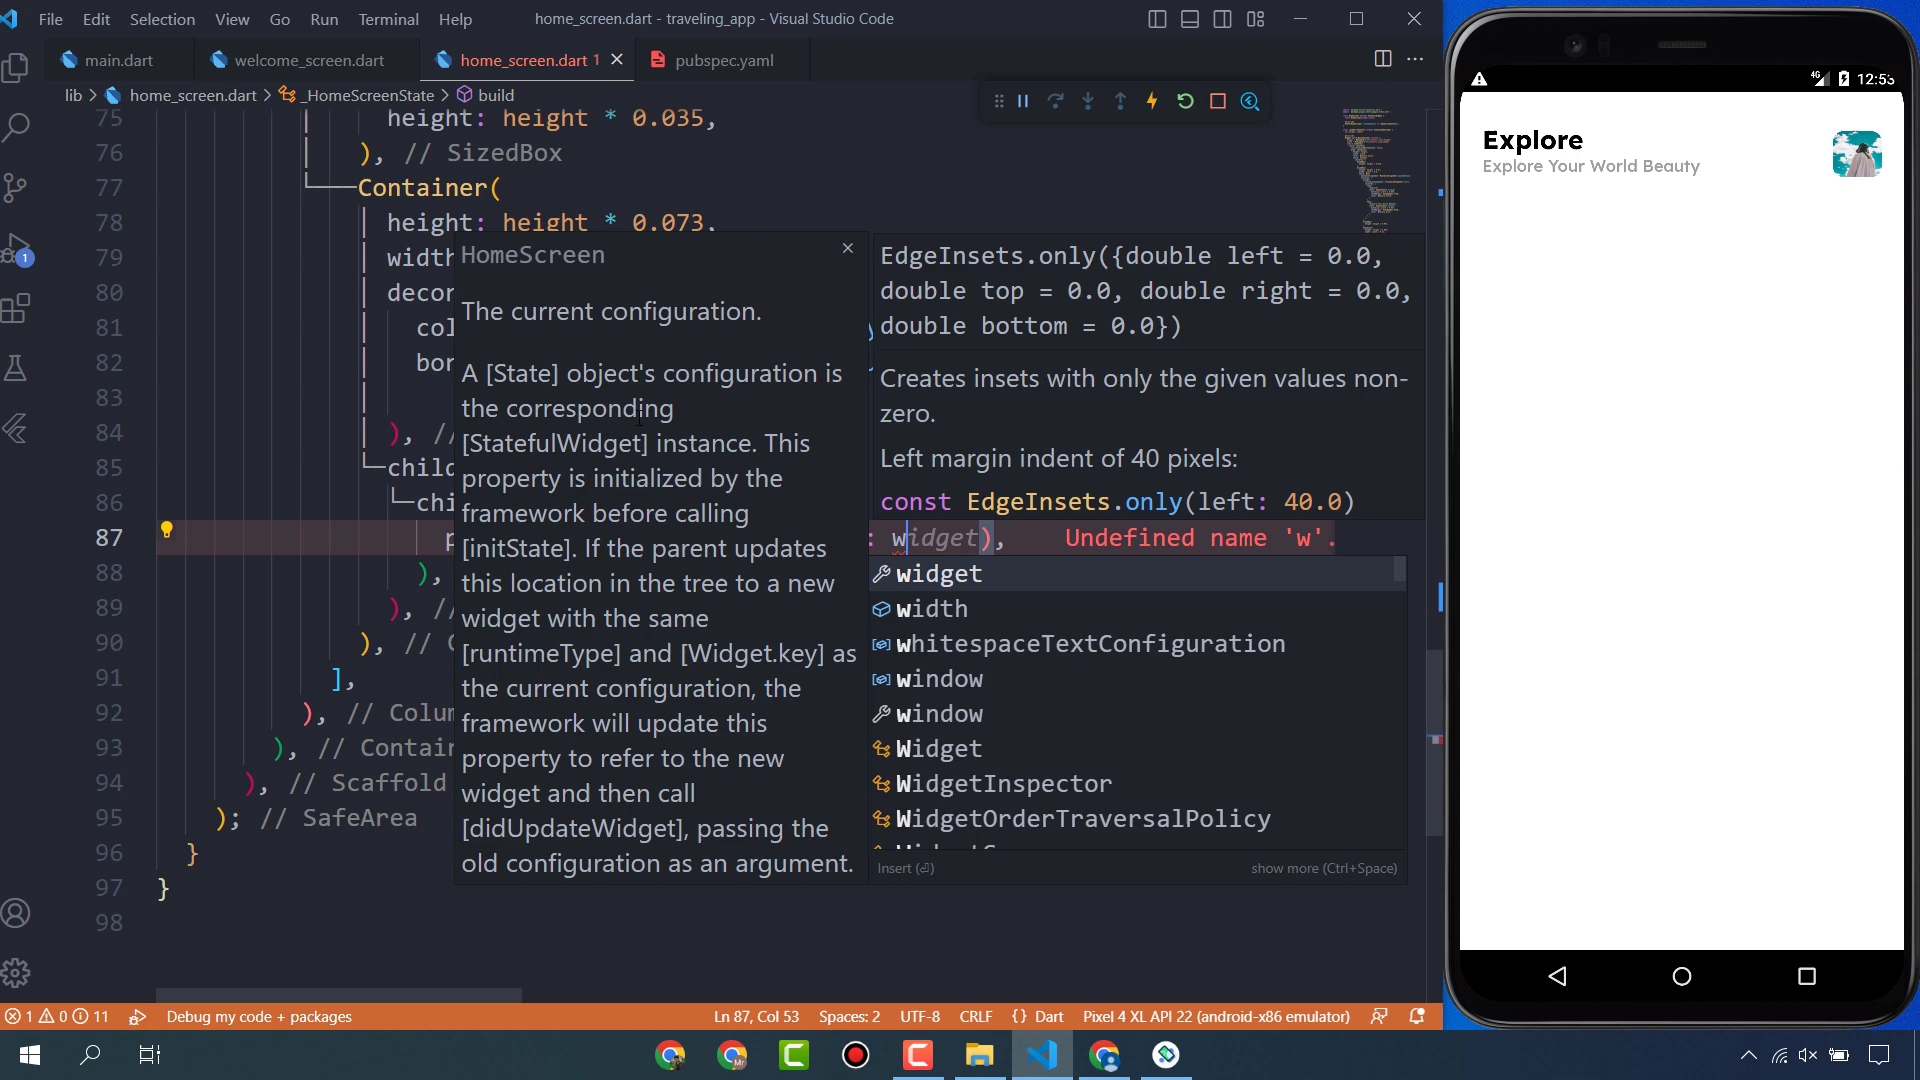 File Edit Selection View Go Run Terminal Help home_screen.dart - traveling_app - Visual Studio Code
main.dart welcome_screen.dart home_screen.dart 1 pubspec.yaml
lib > home_screen.dart > _HomeScreenState > build
75 height: height * 0.035,
76 ), // SizedBox
77 Container(
78 height: height * 0.073,
79 width
80 decor
81 col
82 bor
83
84 ), //
85 child
86 chi
87 p : widget), Undefined name 'w'.
88 ),
89 ), //
90 ), // C
91 ],
92 ), // Colum
93 ), // Contain
94 ), // Scaffold
95 ); // SafeArea
96 }
97 }
98
HomeScreen
The current configuration.
A [State] object's configuration is
the corresponding
[StatefulWidget] instance. This
property is initialized by the
framework before calling
[initState]. If the parent updates
this location in the tree to a new
widget with the same
[runtimeType] and [Widget.key] as
the current configuration, the
framework will update this
property to refer to the new
widget and then call
[didUpdateWidget], passing the
old configuration as an argument.
EdgeInsets.only({double left = 0.0,
double top = 0.0, double right = 0.0,
double bottom = 0.0})
Creates insets with only the given values non-
zero.
Left margin indent of 40 pixels:
const EdgeInsets.only(left: 40.0)
widget
width
whitespaceTextConfiguration
window
window
Widget
WidgetInspector
WidgetOrderTraversalPolicy
Insert show more (Ctrl+Space)
1
1 0 11 Debug my code + packages Ln 87, Col 53 Spaces: 2 UTF-8 CRLF {} Dart Pixel 4 XL API 22 (android-x86 emulator)
4G 12:55
Explore
Explore Your World Beauty